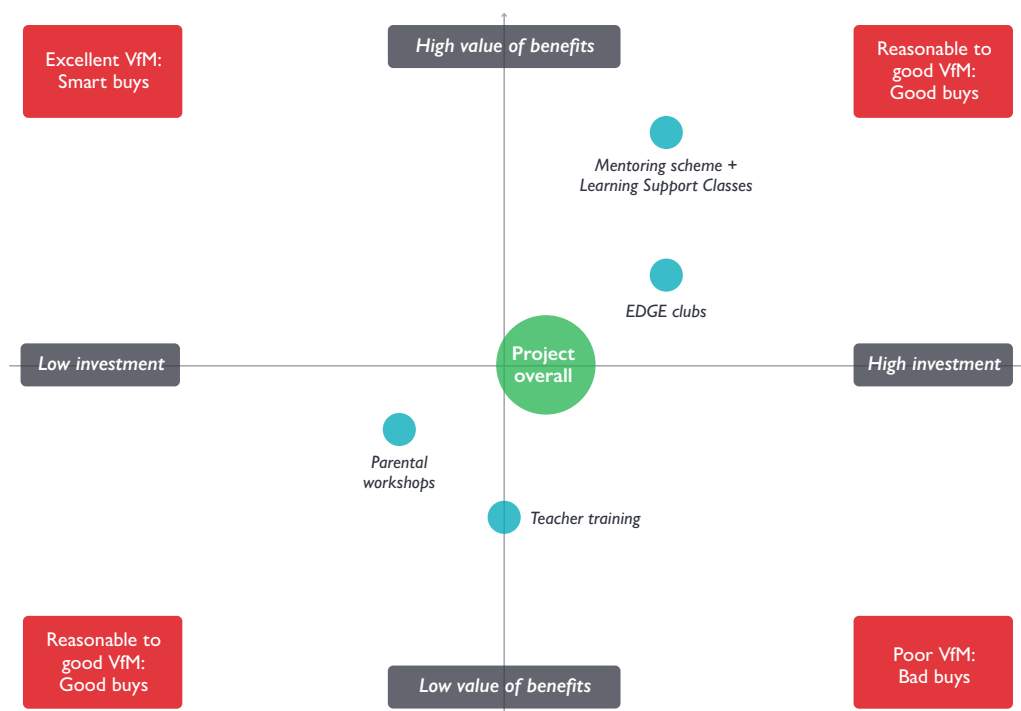 Excellent VfM:
Smart buys
High value of benefits
Reasonable to
good VfM:
Good buys
Mentoring scheme +
Learning Support Classes
EDGE clubs
Low investment
Project
overall
High investment
Parental
workshops
Teacher training
Reasonable to
good VfM:
Good buys
Low value of benefits
Poor VfM:
Bad buys